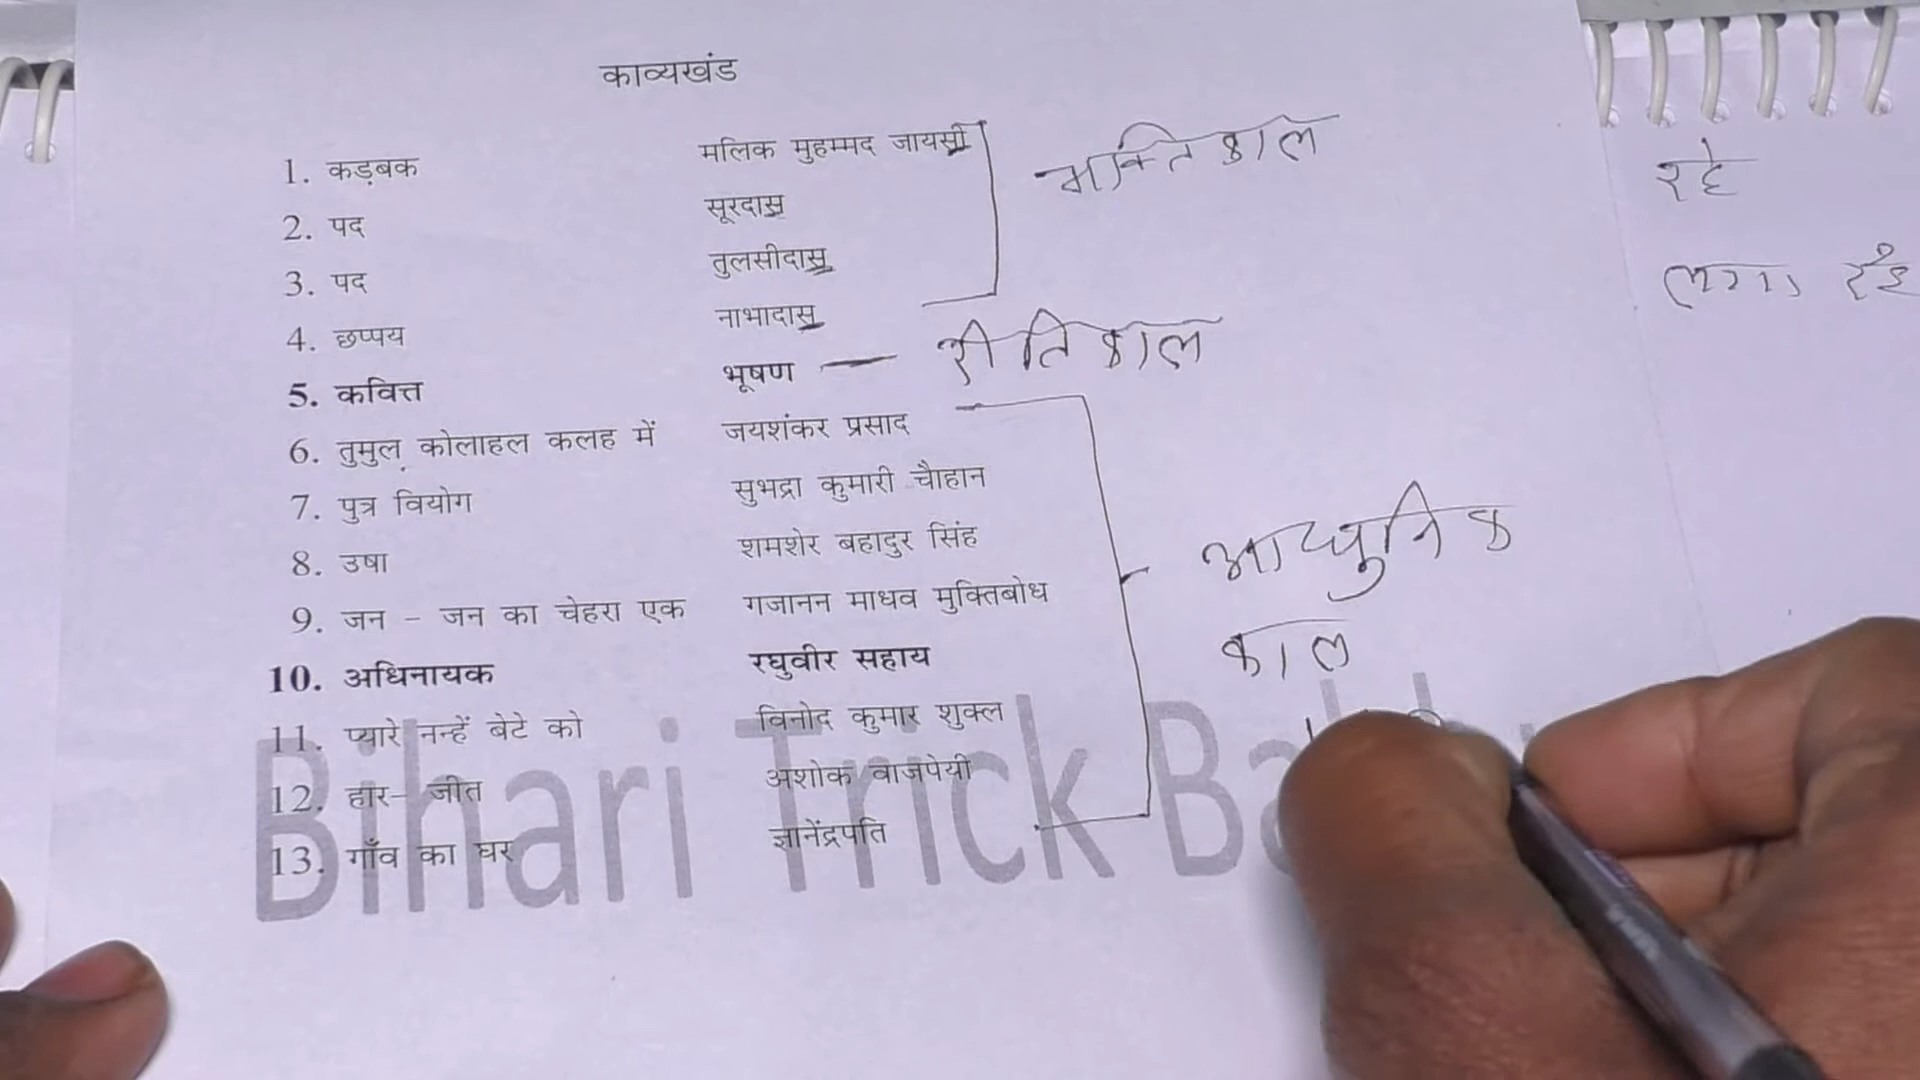 काव्यखंड
1. कड़बक मलिक मुहम्मद जायसी
भक्तिकाल
2. पद सूरदास
3. पद तुलसीदास
4. छप्पय नाभादास
5. कवित्त भूषण — रीतिकाल
6. तुमुल कोलाहल कलह में जयशंकर प्रसाद
7. पुत्र वियोग सुभद्रा कुमारी चौहान
8. उषा शमशेर बहादुर सिंह
आधुनिक
9. जन - जन का चेहरा एक गजानन माधव मुक्तिबोध
काल
10. अधिनायक रघुवीर सहाय
11. प्यारे नन्हें बेटे को विनोद कुमार शुक्ल
12. हार- जीत अशोक वाजपेयी
13. गाँव का घर ज्ञानेंद्रपति
Bihari Trick
रहे